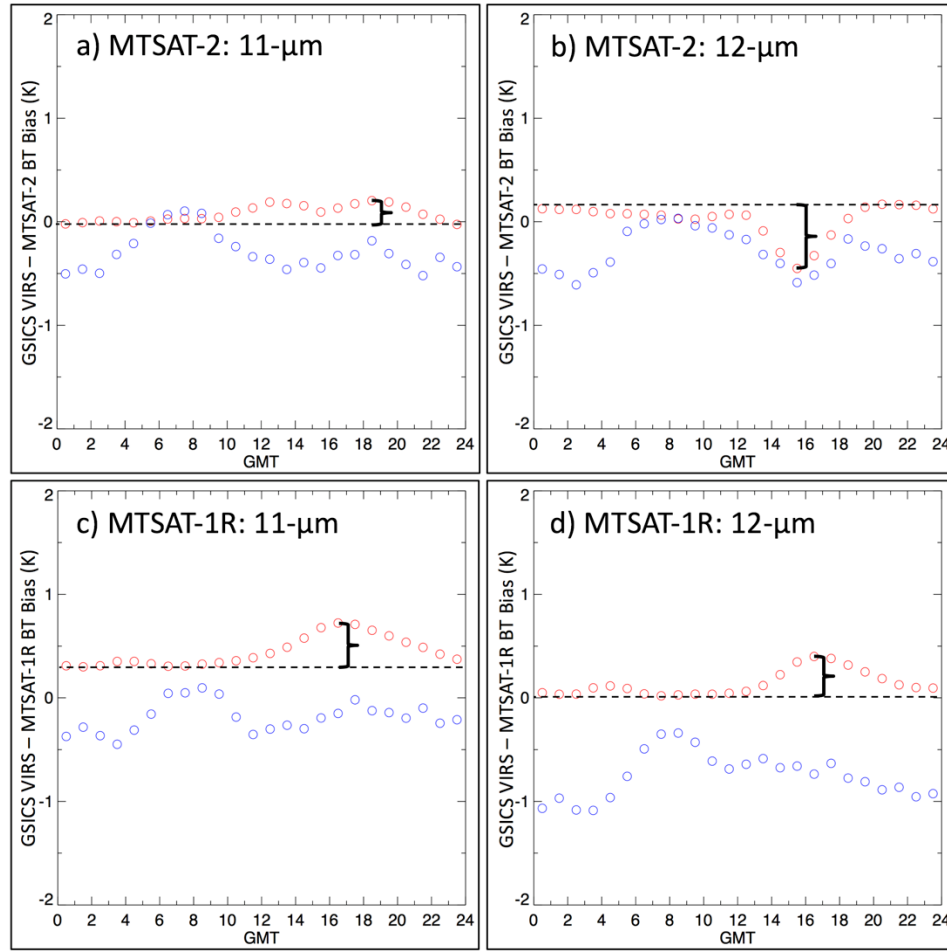 a) MTSAT-2: 11-μm
GSICS VIRS – MTSAT-2 BT Bias (K)
2
1
0
-1
-2
0 2 4 6 8 10 12 14 16 18 20 22 24
GMT
b) MTSAT-2: 12-μm
GSICS VIRS – MTSAT-2 BT Bias (K)
2
1
0
-1
-2
0 2 4 6 8 10 12 14 16 18 20 22 24
GMT
c) MTSAT-1R: 11-μm
GSICS VIRS – MTSAT-1R BT Bias (K)
2
1
0
-1
-2
0 2 4 6 8 10 12 14 16 18 20 22 24
GMT
d) MTSAT-1R: 12-μm
GSICS VIRS – MTSAT-1R BT Bias (K)
2
1
0
-1
-2
0 2 4 6 8 10 12 14 16 18 20 22 24
GMT